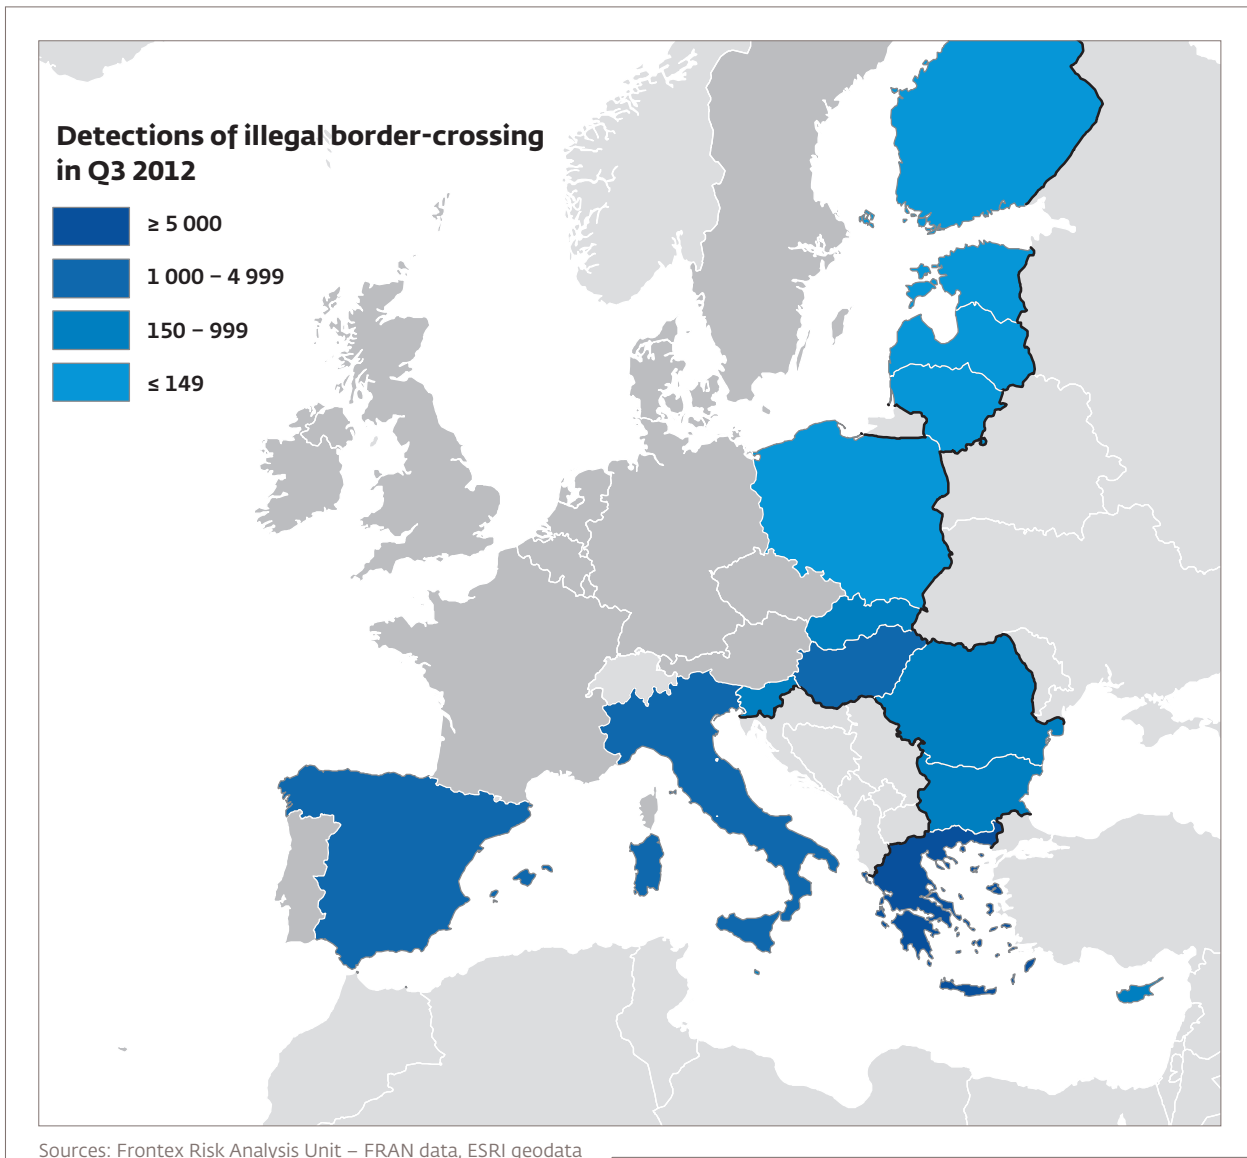 Detections of illegal border-crossing
in Q3 2012
≥ 5 000
1 000 – 4 999
150 – 999
≤ 149
Sources: Frontex Risk Analysis Unit – FRAN data, ESRI geodata